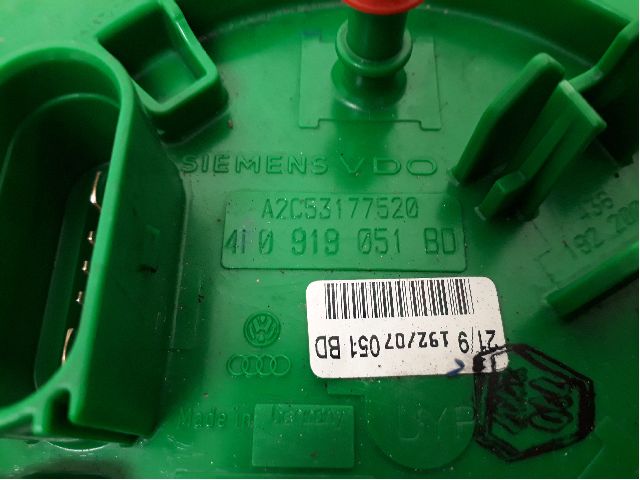 SIEMENS VDO
A2C53177520
4F0 919 051 BD
21/9 192/07 051 BD
Made in Germany